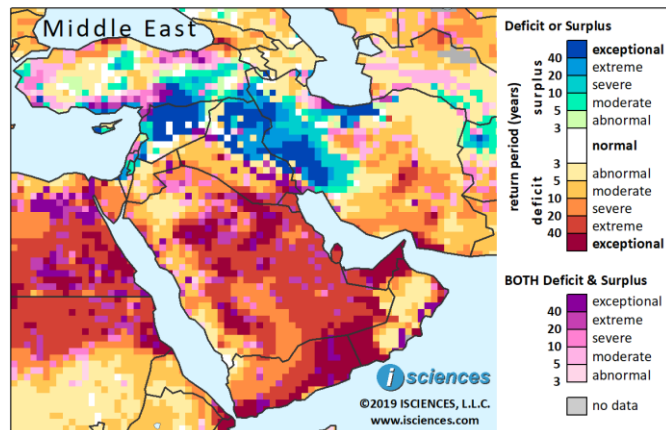 Middle East
Deficit or Surplus
return period (years)
surplus
deficit
40
20
10
5
3
exceptional
extreme
severe
moderate
abnormal
normal
3
5
10
20
40
abnormal
moderate
severe
extreme
exceptional
BOTH Deficit & Surplus
40
20
10
5
3
exceptional
extreme
severe
moderate
abnormal
no data
i sciences
©2019 ISCIENCES, L.L.C.
www.isciences.com